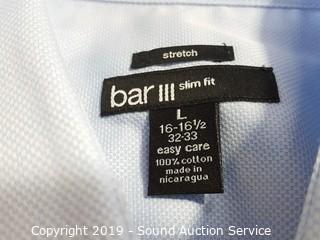 stretch
bar III slim fit
L
16-16½
32-33
easy care
100% cotton
made in
nicaragua
Copyright 2019 - Sound Auction Service